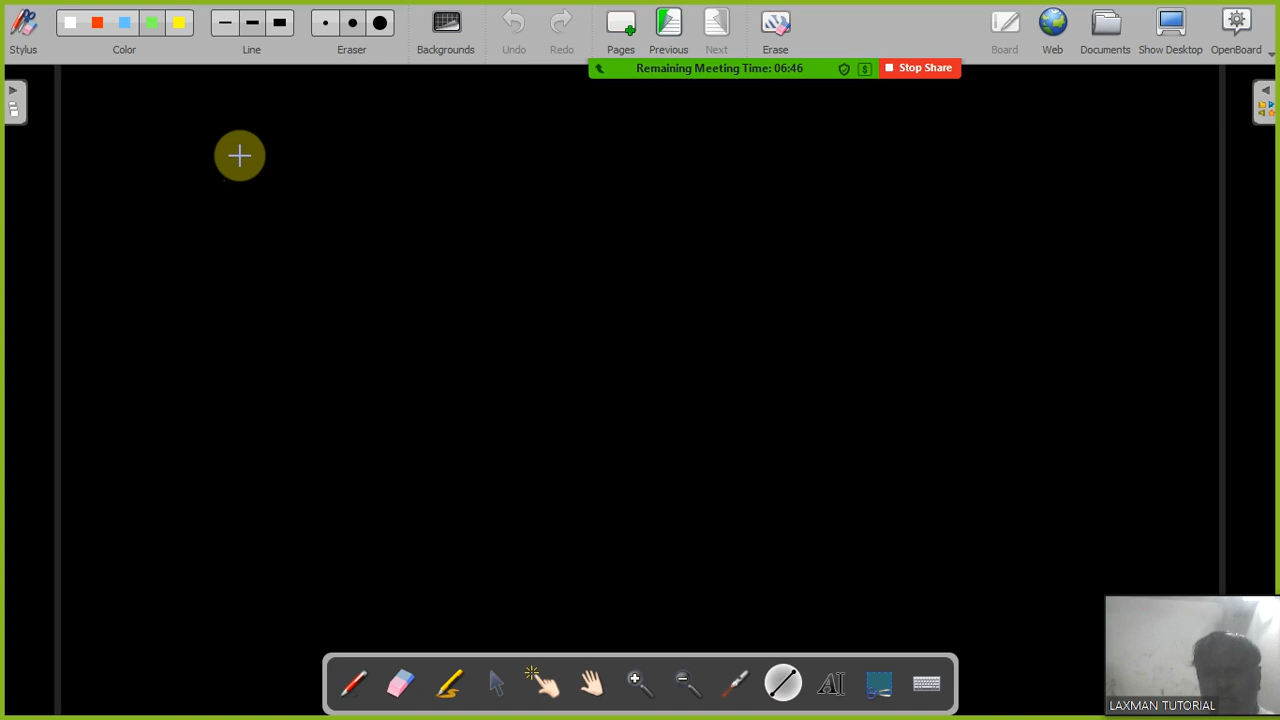 Stylus Color Line Eraser Backgrounds Undo Redo Pages Previous Next Erase Board Web Documents Show Desktop OpenBoard
Remaining Meeting Time: 06:46 $ Stop Share
AI
LAXMAN TUTORIAL